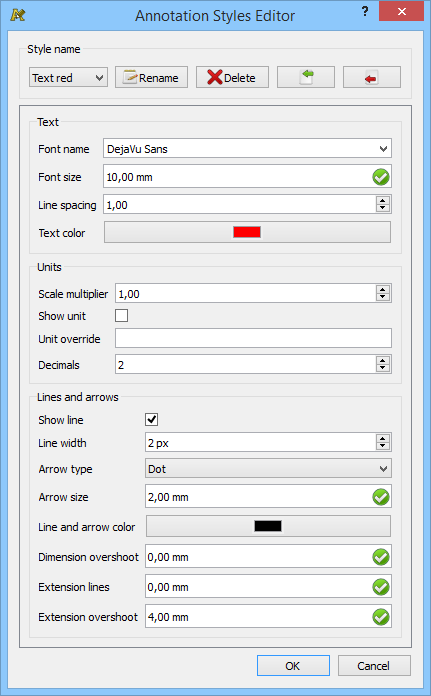 Annotation Styles Editor ?
Style name
Text red Rename Delete
Text
Font name DejaVu Sans
Font size 10,00 mm
Line spacing 1,00
Text color
Units
Scale multiplier 1,00
Show unit
Unit override
Decimals 2
Lines and arrows
Show line
Line width 2 px
Arrow type Dot
Arrow size 2,00 mm
Line and arrow color
Dimension overshoot 0,00 mm
Extension lines 0,00 mm
Extension overshoot 4,00 mm
OK Cancel